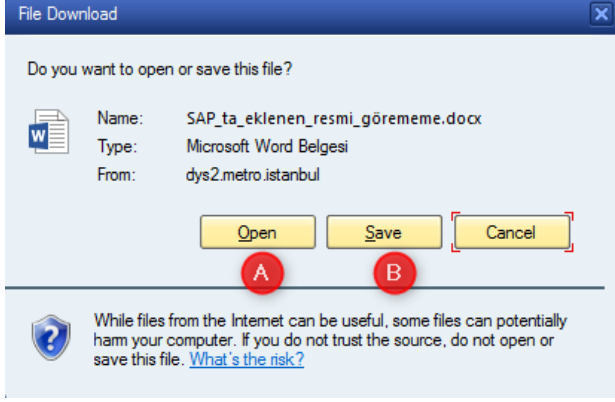 File Download
Do you want to open or save this file?
Name: SAP_ta_eklenen_resmi_görememe.docx
Type: Microsoft Word Belgesi
From: dys2.metro.istanbul
Open Save Cancel
A B
While files from the Internet can be useful, some files can potentially
harm your computer. If you do not trust the source, do not open or
save this file. What's the risk?